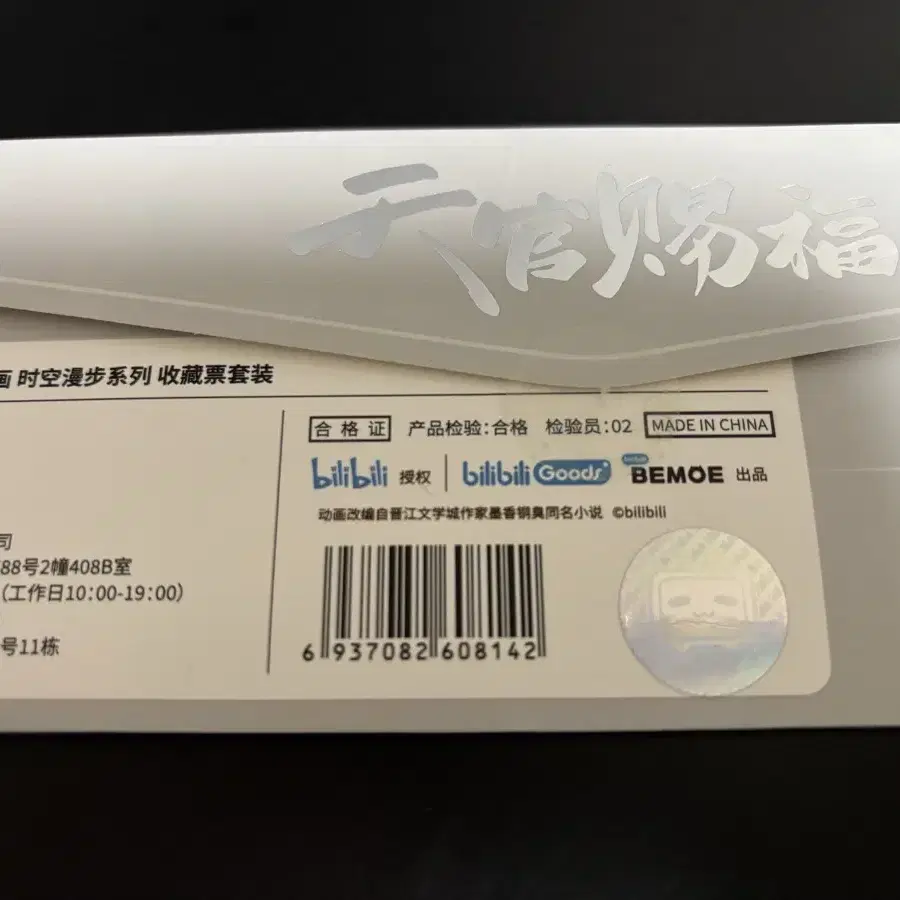 天官赐福
画 时空漫步系列 收藏票套装
合格证 产品检验:合格 检验员:02 MADE IN CHINA
bilibili 授权 bilibili Goods BEMOE 出品
动画改编自晋江文学城作家墨香铜臭同名小说 ©bilibili
司
88号2幢408B室
(工作日10:00-19:00)
号11栋
6 937082 608142